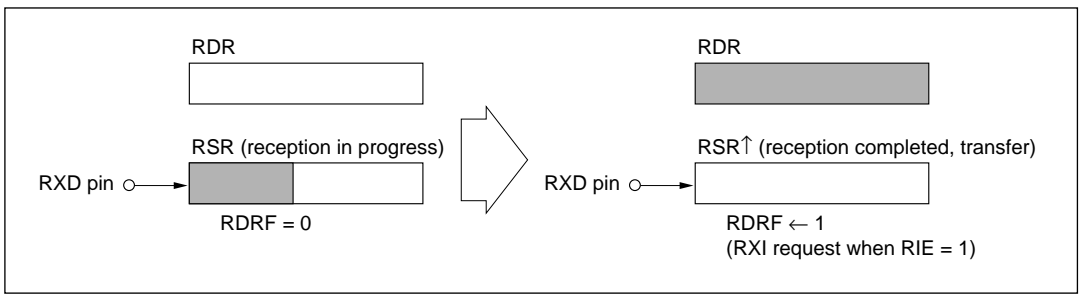 RDR
RSR (reception in progress)
RXD pin
RDRF = 0
RDR
RSR↑ (reception completed, transfer)
RXD pin
RDRF ← 1
(RXI request when RIE = 1)